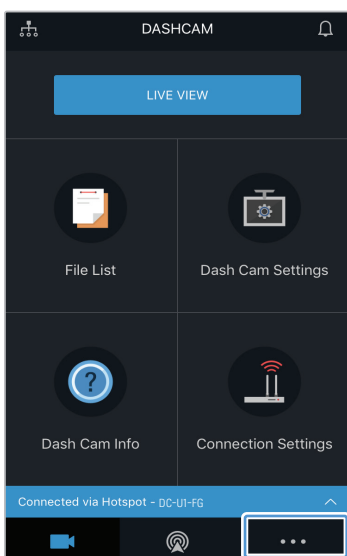 DASHCAM
LIVE VIEW
File List
Dash Cam Settings
?
Dash Cam Info
Connection Settings
Connected via Hotspot - DC-U1-FG